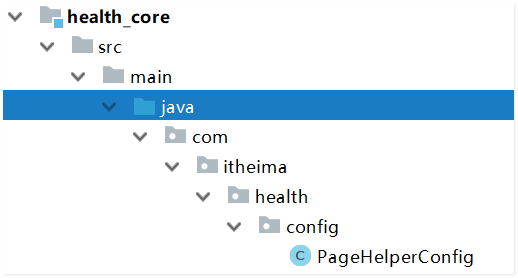 health_core
src
main
java
com
itheima
health
config
C PageHelperConfig